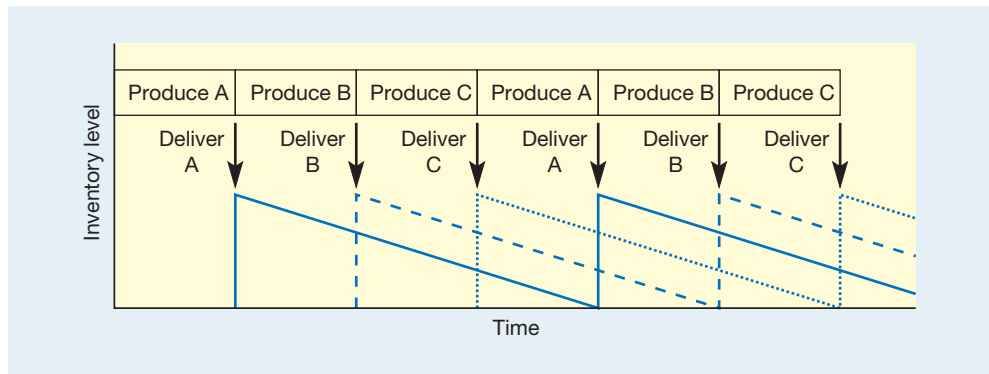 Inventory level
Produce A
Produce B
Produce C
Produce A
Produce B
Produce C
Deliver
A
Deliver
B
Deliver
C
Deliver
A
Deliver
B
Deliver
C
Time